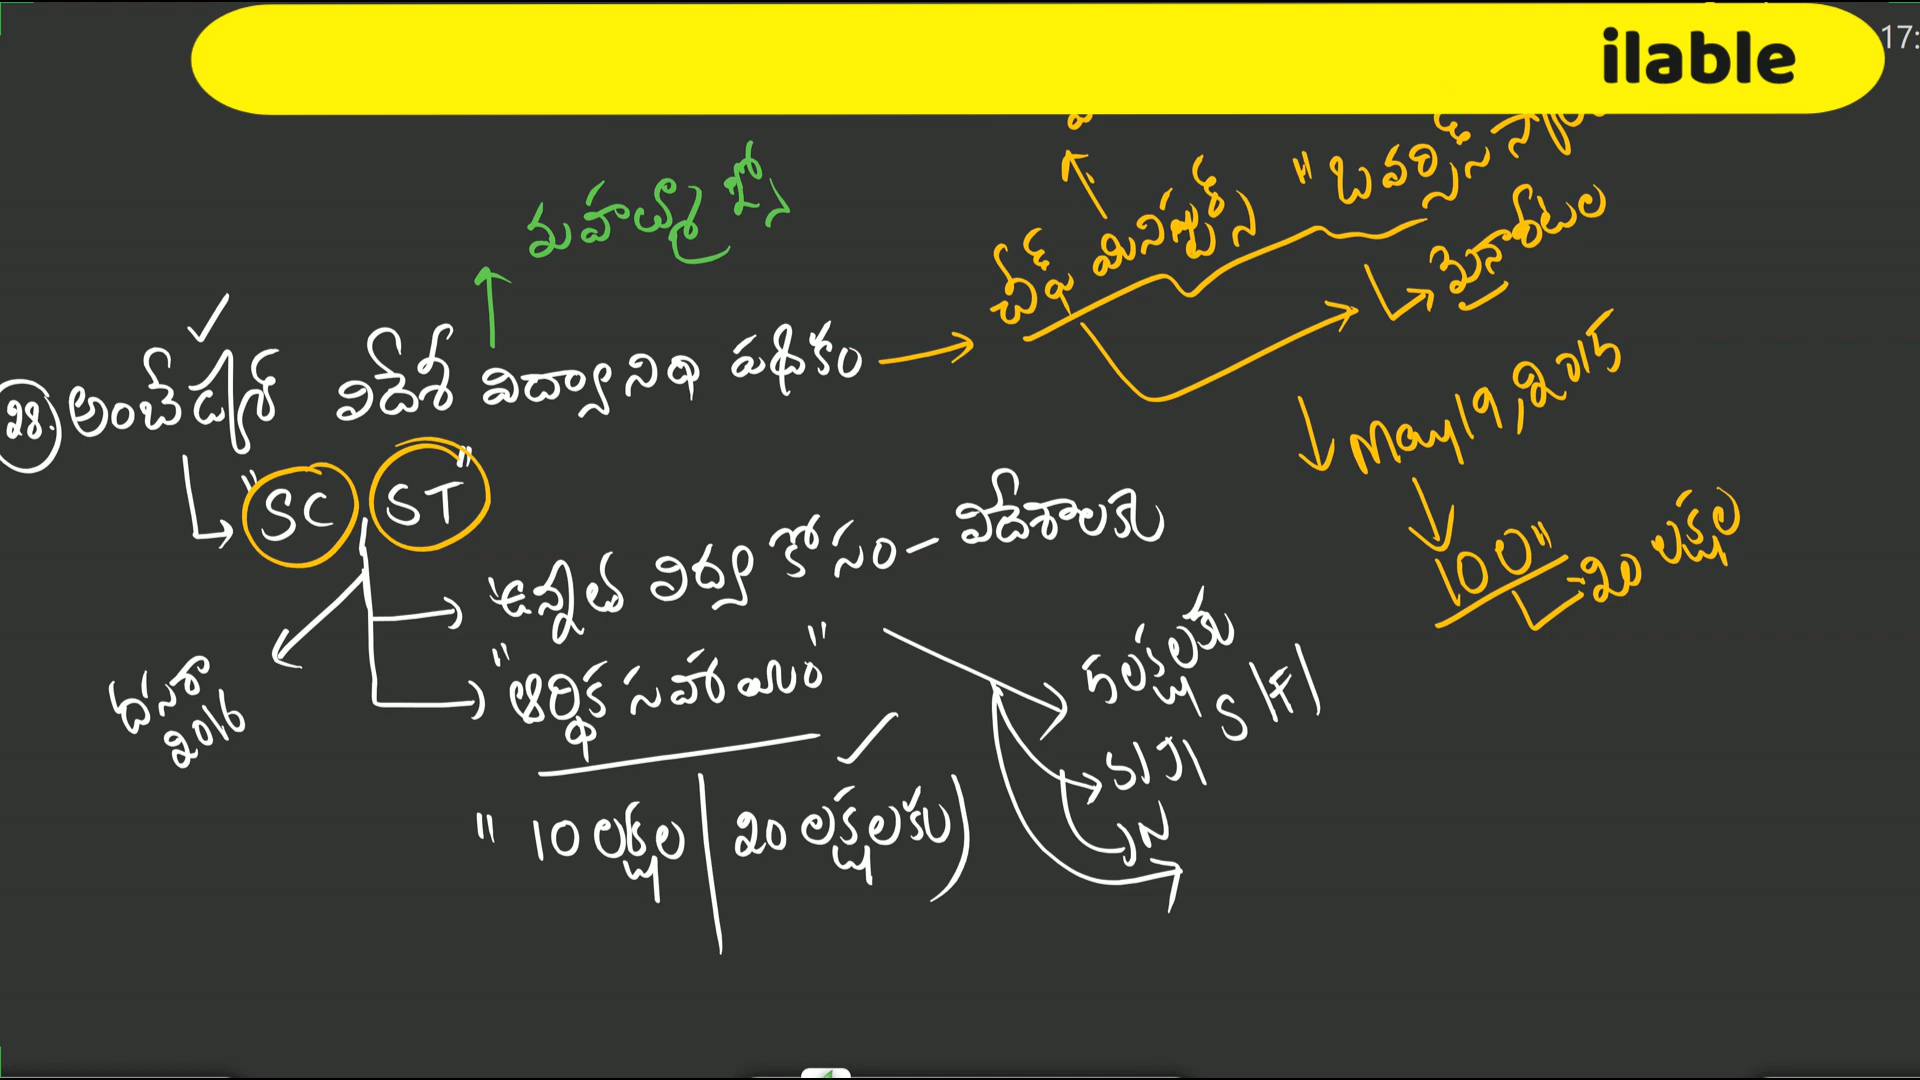 ilable
17:
చీఫ్ మినిస్టర్స్ "ఓవర్సీస్
మైనారిటీల
May 19, 2015
100"
20 లక్షల
మహాత్మా
28. అంబేడ్కర్ విదేశీ విద్యానిధి పథకం
"SC ST"
ఉన్నత విద్య కోసం - విదేశాలకు
"ఆర్థిక సహాయం"
దసరా
2016
" 10 లక్షల 20 లక్షలకు)
5 లక్షలకు
S
N